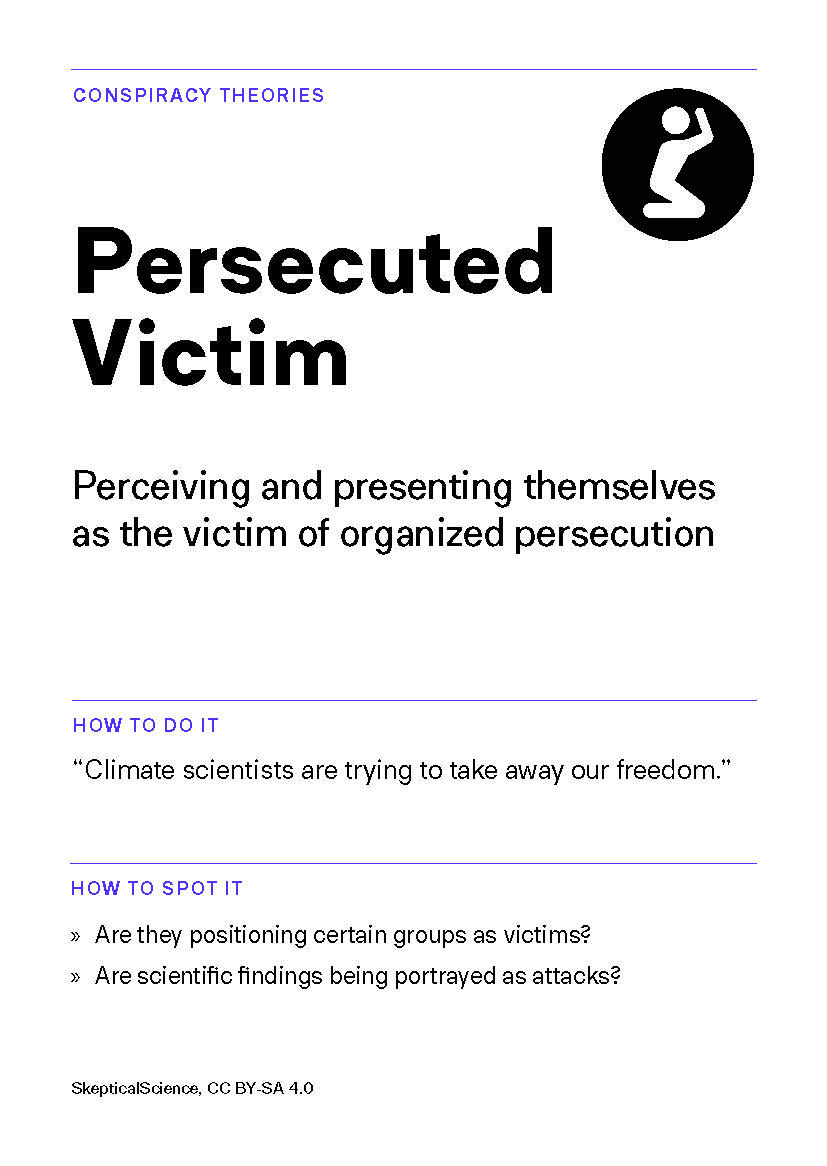 CONSPIRACY THEORIES
Persecuted
Victim
Perceiving and presenting themselves
as the victim of organized persecution
HOW TO DO IT
“Climate scientists are trying to take away our freedom.”
HOW TO SPOT IT
» Are they positioning certain groups as victims?
» Are scientific findings being portrayed as attacks?
SkepticalScience, CC BY-SA 4.0